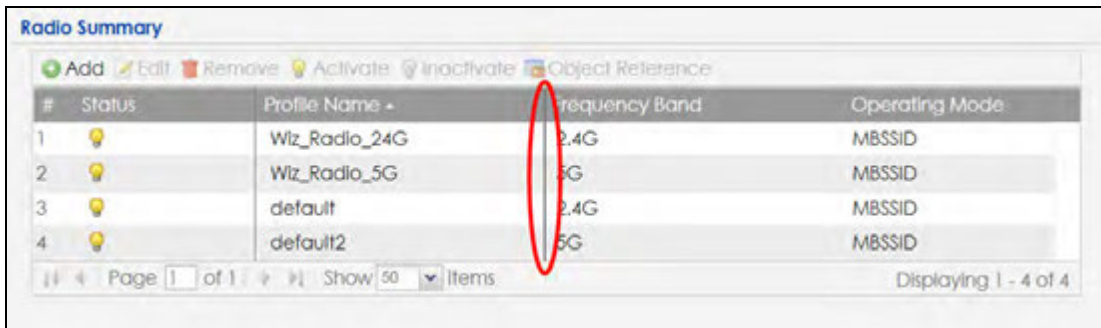 Radio Summary
Add Edit Remove Activate Inactivate Object Reference
# Status Profile Name Frequency Band Operating Mode
1 Wiz_Radio_24G 2.4G MBSSID
2 Wiz_Radio_5G 5G MBSSID
3 default 2.4G MBSSID
4 default2 5G MBSSID
Page 1 of 1 Show 50 Items Displaying 1 - 4 of 4